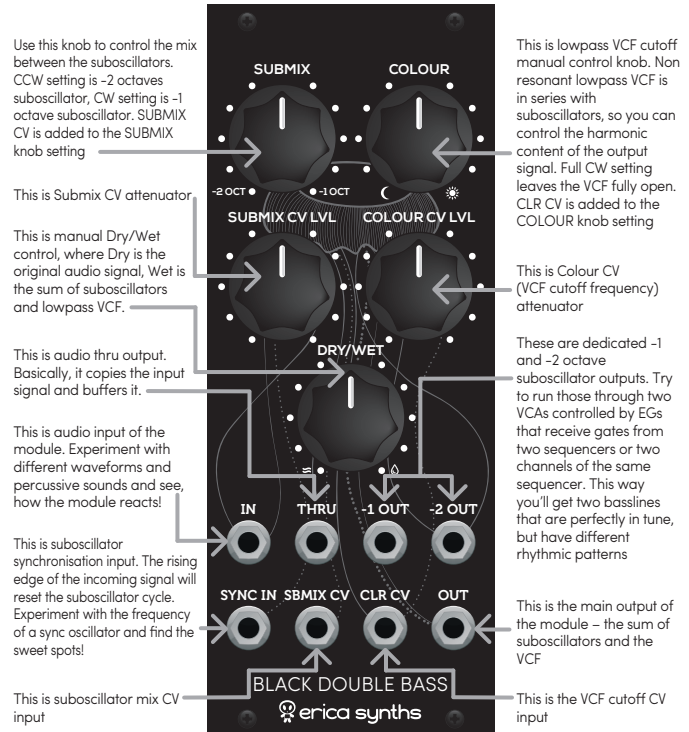 Use this knob to control the mix
between the suboscillators.
CCW setting is -2 octaves
suboscillator, CW setting is -1
octave suboscillator. SUBMIX
CV is added to the SUBMIX
knob setting
This is Submix CV attenuator
This is manual Dry/Wet
control, where Dry is the
original audio signal, Wet is
the sum of suboscillators
and lowpass VCF.
This is audio thru output.
Basically, it copies the input
signal and buffers it.
This is audio input of the
module. Experiment with
different waveforms and
percussive sounds and see,
how the module reacts!
This is suboscillator
synchronisation input. The rising
edge of the incoming signal will
reset the suboscillator cycle.
Experiment with the frequency
of a sync oscillator and find the
sweet spots!
This is suboscillator mix CV
input
SUBMIX COLOUR
-2 OCT -1 OCT
SUBMIX CV LVL COLOUR CV LVL
DRY/WET
IN THRU -1 OUT -2 OUT
SYNC IN SBMIX CV CLR CV OUT
BLACK DOUBLE BASS
erica synths
This is lowpass VCF cutoff
manual control knob. Non
resonant lowpass VCF is
in series with
suboscillators, so you can
control the harmonic
content of the output
signal. Full CW setting
leaves the VCF fully open.
CLR CV is added to the
COLOUR knob setting
This is Colour CV
(VCF cutoff frequency)
attenuator
These are dedicated -1
and -2 octave
suboscillator outputs. Try
to run those through two
VCAs controlled by EGs
that receive gates from
two sequencers or two
channels of the same
sequencer. This way
you'll get two basslines
that are perfectly in tune,
but have different
rhythmic patterns
This is the main output of
the module – the sum of
suboscillators and the
VCF
This is the VCF cutoff CV
input